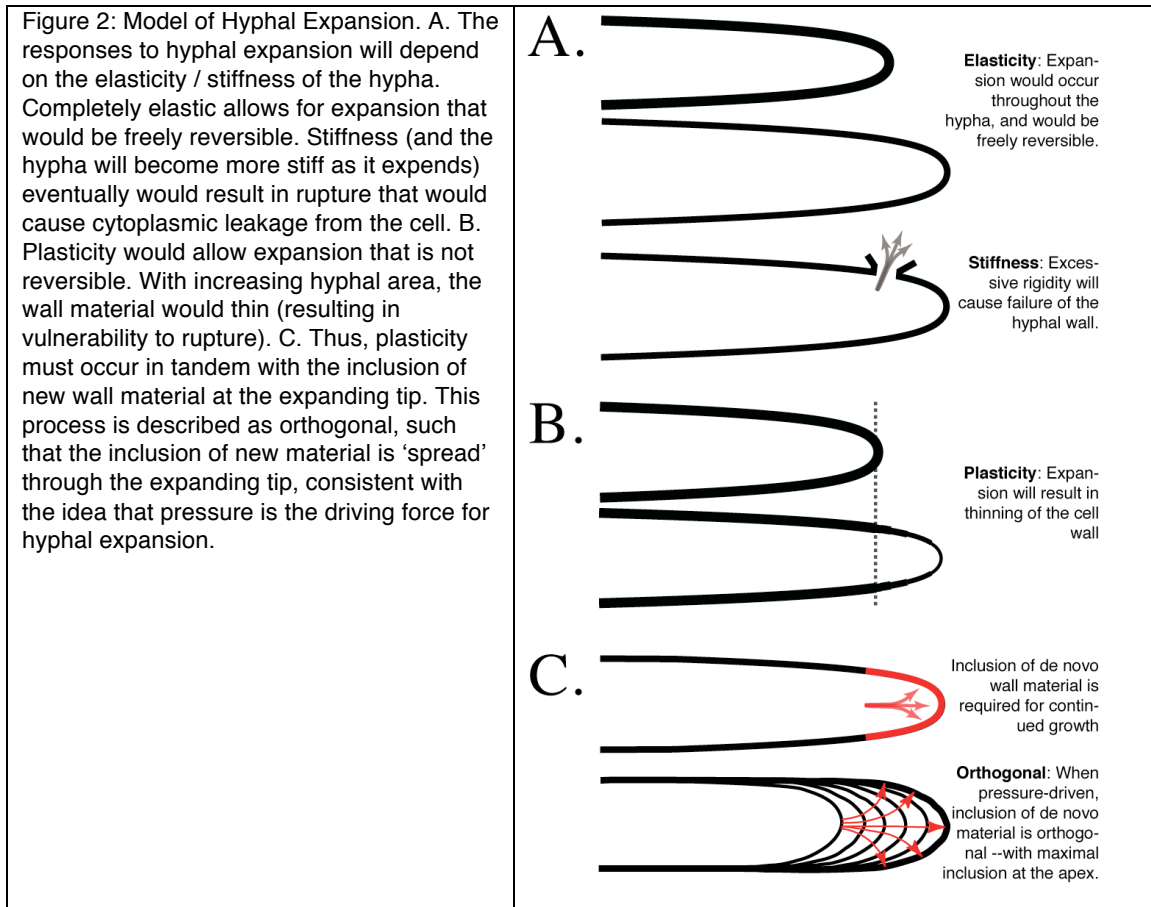 Figure 2: Model of Hyphal Expansion. A. The
responses to hyphal expansion will depend
on the elasticity / stiffness of the hypha.
Completely elastic allows for expansion that
would be freely reversible. Stiffness (and the
hypha will become more stiff as it expends)
eventually would result in rupture that would
cause cytoplasmic leakage from the cell. B.
Plasticity would allow expansion that is not
reversible. With increasing hyphal area, the
wall material would thin (resulting in
vulnerability to rupture). C. Thus, plasticity
must occur in tandem with the inclusion of
new wall material at the expanding tip. This
process is described as orthogonal, such
that the inclusion of new material is ‘spread’
through the expanding tip, consistent with
the idea that pressure is the driving force for
hyphal expansion.
A.
Elasticity: Expan-
sion would occur
throughout the
hypha, and would be
freely reversible.
Stiffness: Exces-
sive rigidity will
cause failure of the
hyphal wall.
B.
Plasticity: Expan-
sion will result in
thinning of the cell
wall
C.
Inclusion of de novo
wall material is
required for contin-
ued growth
Orthogonal: When
pressure-driven,
inclusion of de novo
material is orthogo-
nal --with maximal
inclusion at the apex.